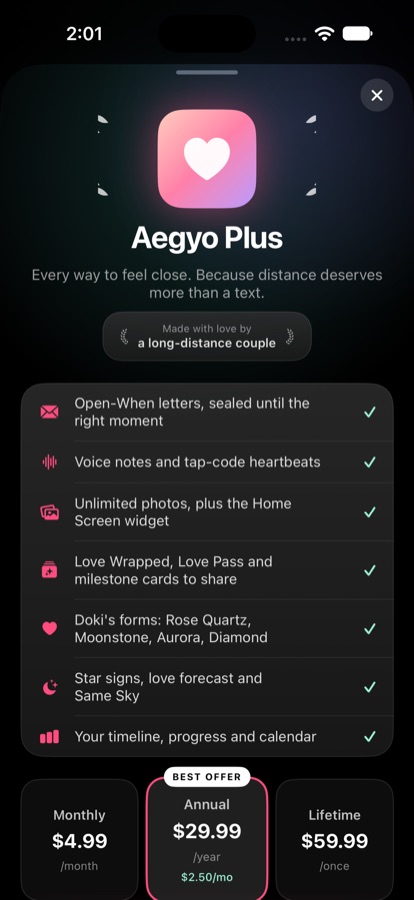 2:01
Aegyo Plus
Every way to feel close. Because distance deserves
more than a text.
Made with love by
a long-distance couple
Open-When letters, sealed until the
right moment
Voice notes and tap-code heartbeats
Unlimited photos, plus the Home
Screen widget
Love Wrapped, Love Pass and
milestone cards to share
Doki's forms: Rose Quartz,
Moonstone, Aurora, Diamond
Star signs, love forecast and
Same Sky
Your timeline, progress and calendar
Monthly
$4.99
/month
BEST OFFER
Annual
$29.99
/year
$2.50/mo
Lifetime
$59.99
/once